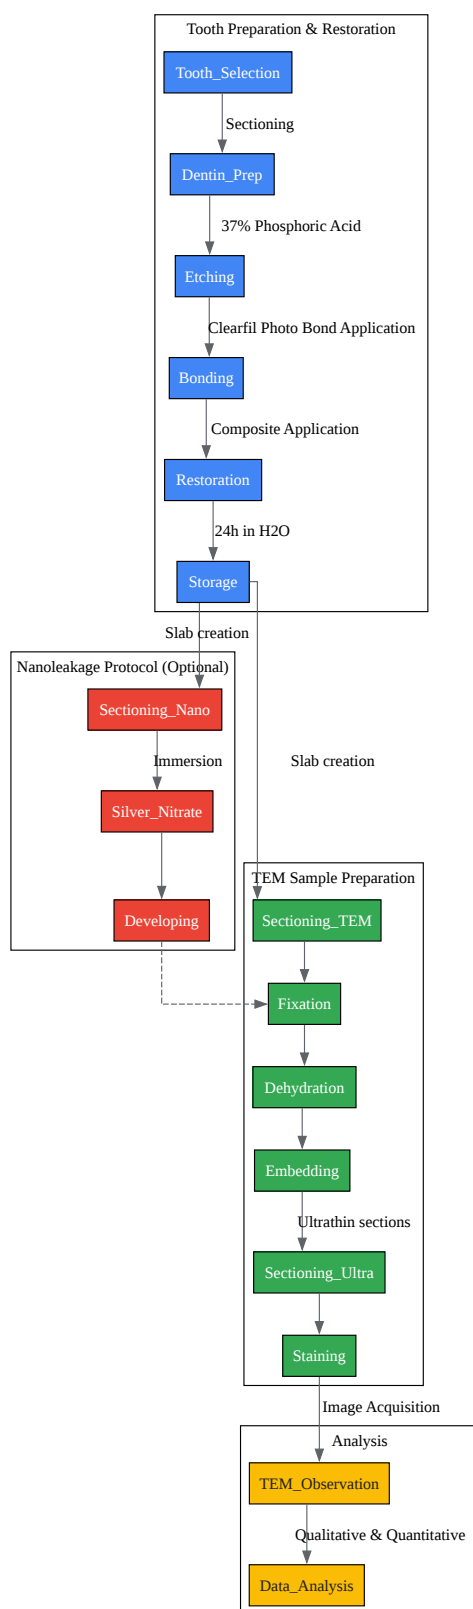 Tooth Preparation & Restoration
Tooth_Selection
Sectioning
Dentin_Prep
37% Phosphoric Acid
Etching
Clearfil Photo Bond Application
Bonding
Composite Application
Restoration
24h in H2O
Storage
Slab creation
Nanoleakage Protocol (Optional)
Sectioning_Nano
Immersion
Slab creation
Silver_Nitrate
Developing
TEM Sample Preparation
Sectioning_TEM
Fixation
Dehydration
Embedding
Ultrathin sections
Sectioning_Ultra
Staining
Image Acquisition
Analysis
TEM_Observation
Qualitative & Quantitative
Data_Analysis